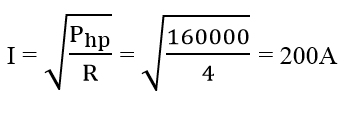 I = √(P_hp / R) = √(160000 / 4) = 200A